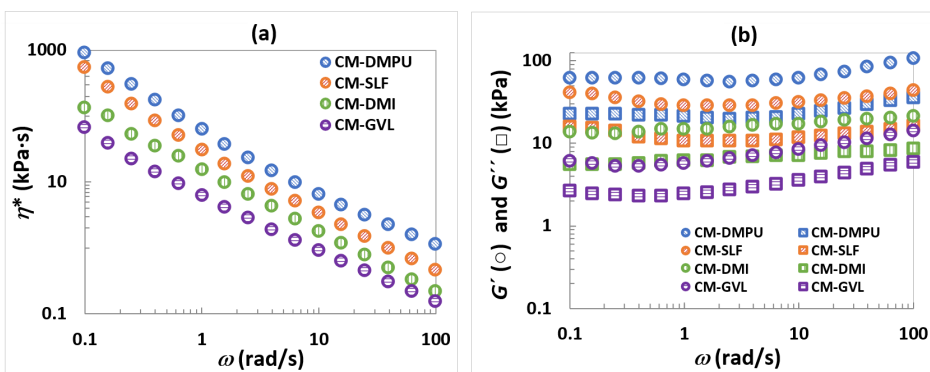 (a)
1000
10
0.1
η* (kPa·s)
CM-DMPU
CM-SLF
CM-DMI
CM-GVL
0.1
1
10
100
ω (rad/s)
(b)
100
10
1
0.1
G´ (○) and G´´ (□) (kPa)
CM-DMPU CM-DMPU
CM-SLF CM-SLF
CM-DMI CM-DMI
CM-GVL CM-GVL
0.1
1
10
100
ω (rad/s)